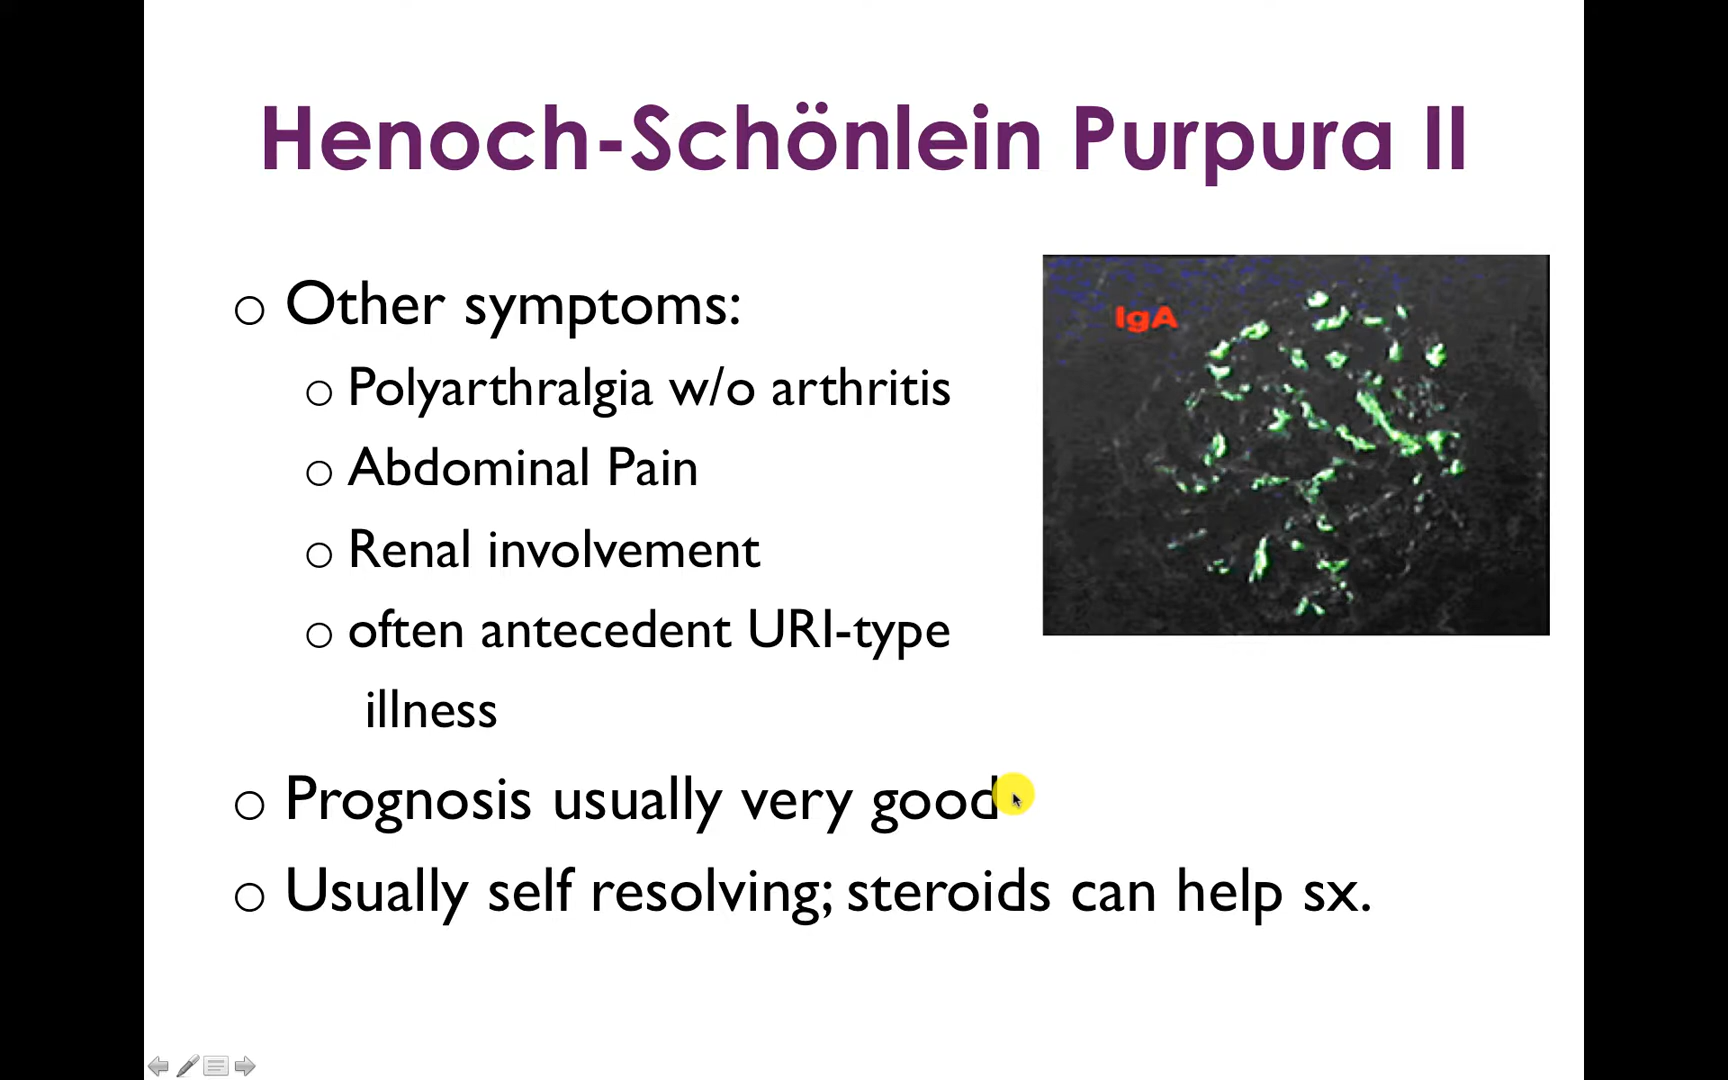 Henoch-Schönlein Purpura II
Other symptoms:
Polyarthralgia w/o arthritis
Abdominal Pain
Renal involvement
often antecedent URI-type
illness
IgA
Prognosis usually very good
Usually self resolving; steroids can help sx.